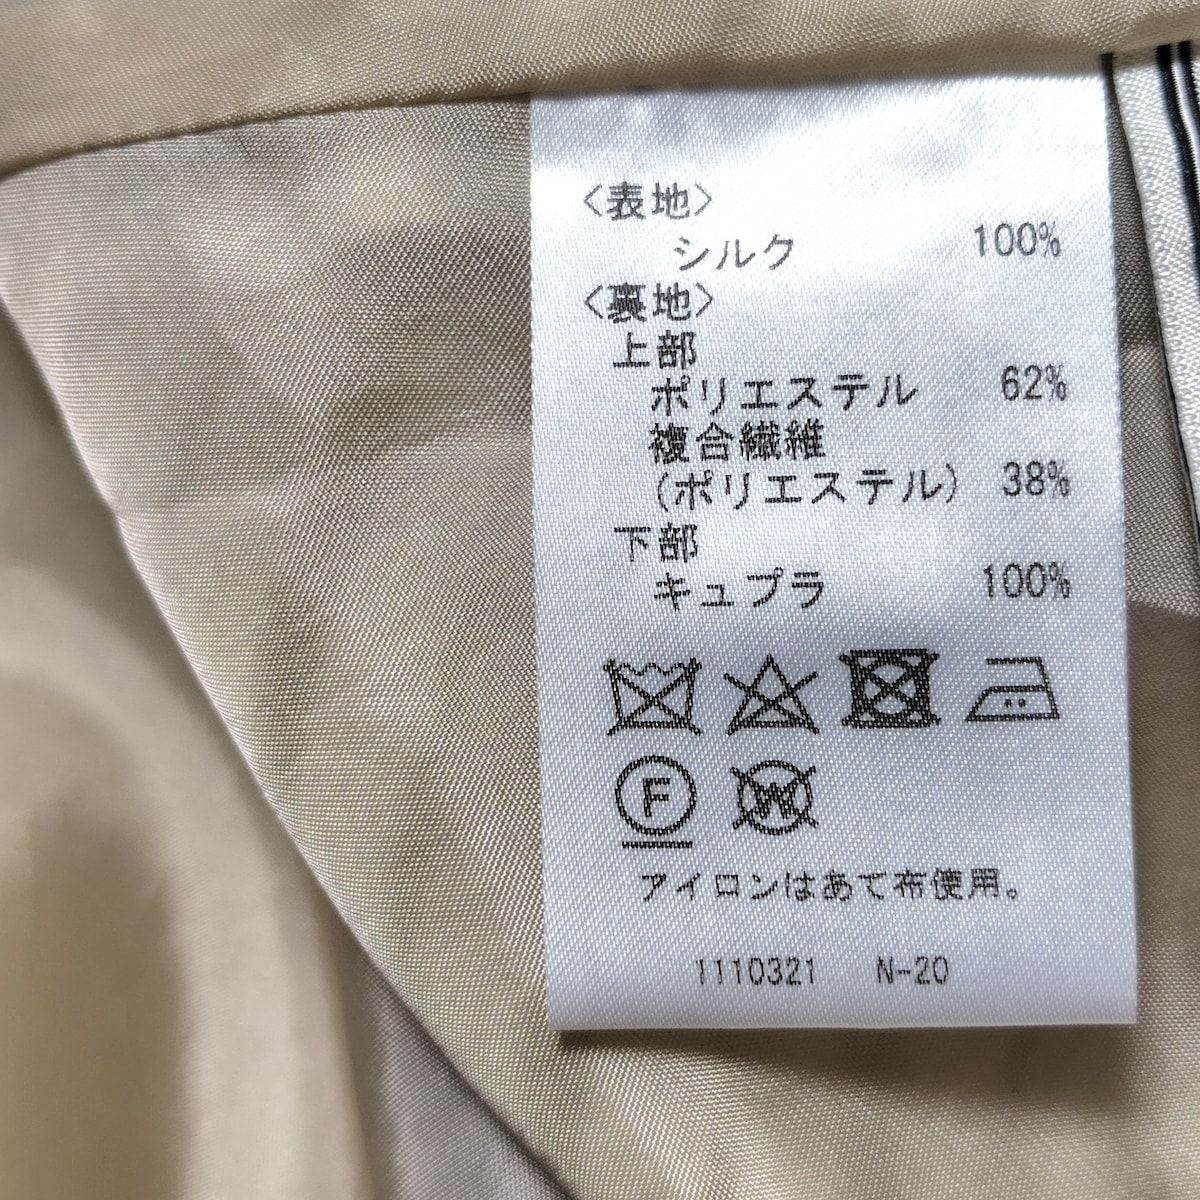 〈表地〉
シルク 100%
〈裏地〉
上部
ポリエステル 62%
複合繊維
(ポリエステル) 38%
下部
キュプラ 100%
F W
アイロンはあて布使用。
1110321 N-20